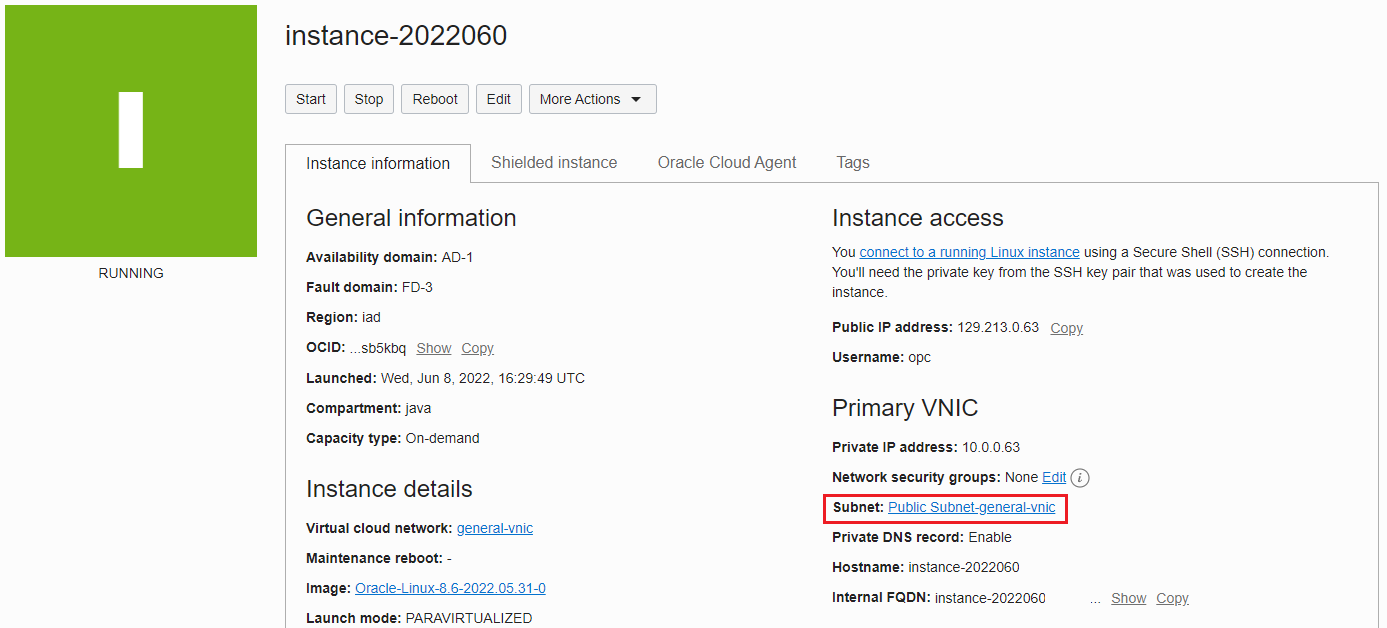 instance-2022060
Start
Stop
Reboot
Edit
More Actions
RUNNING
Instance information
Shielded instance
Oracle Cloud Agent
Tags
General information
Availability domain: AD-1
Fault domain: FD-3
Region: iad
OCID: ...sb5kbq Show Copy
Launched: Wed, Jun 8, 2022, 16:29:49 UTC
Compartment: java
Capacity type: On-demand
Instance details
Virtual cloud network: general-vnic
Maintenance reboot: -
Image: Oracle-Linux-8.6-2022.05.31-0
Launch mode: PARAVIRTUALIZED
Instance access
You connect to a running Linux instance using a Secure Shell (SSH) connection.
You'll need the private key from the SSH key pair that was used to create the
instance.
Public IP address: 129.213.0.63 Copy
Username: opc
Primary VNIC
Private IP address: 10.0.0.63
Network security groups: None Edit i
Subnet: Public Subnet-general-vnic
Private DNS record: Enable
Hostname: instance-2022060
Internal FQDN: instance-2022060 ... Show Copy